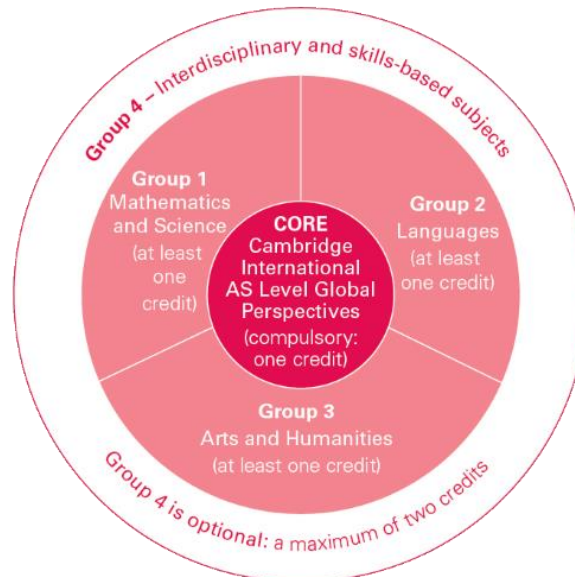 Group 4 – Interdisciplinary and skills-based subjects
Group 1
Mathematics
and Science
(at least
one
credit)
Group 2
Languages
(at least
one credit)
CORE
Cambridge
International
AS Level Global
Perspectives
(compulsory:
one credit)
Group 3
Arts and Humanities
(at least one credit)
Group 4 is optional: a maximum of two credits